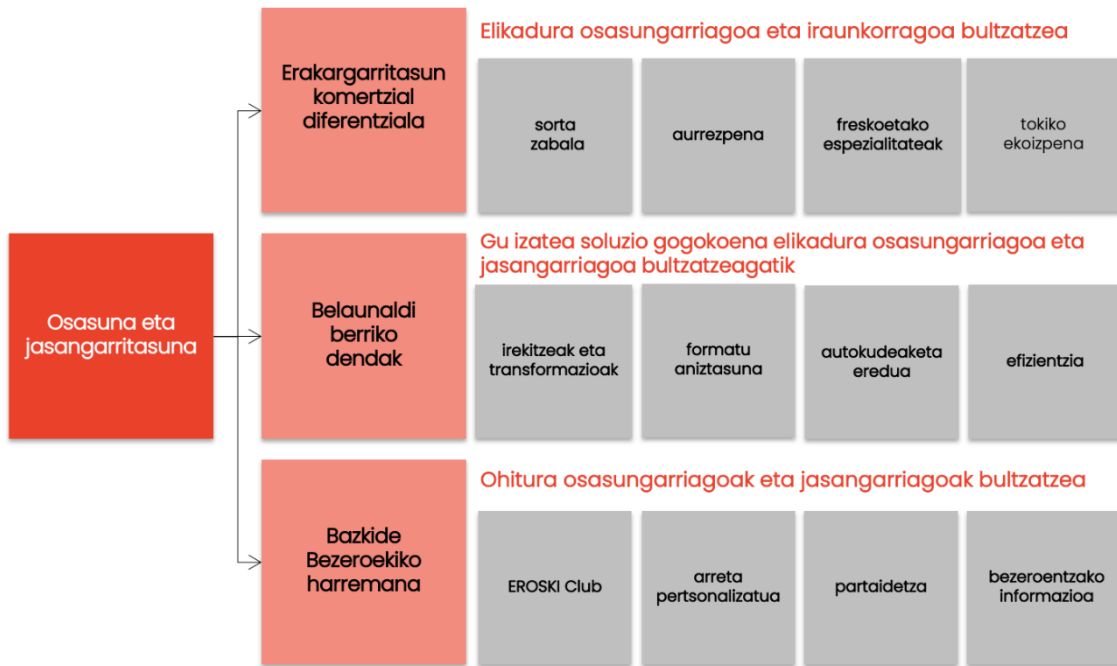 Osasuna eta
jasangarritasuna
Erakargarritasun
komertzial
diferentziala
Elikadura osasungarriagoa eta iraunkorragoa bultzatzea
sorta
zabala
aurrezpena
freskoetako
espezialitateak
tokiko
ekoizpena
Belaunaldi
berriko
dendak
Gu izatea soluzio gogokoena elikadura osasungarriagoa eta
jasangarriagoa bultzatzeagatik
irekitzeak eta
transformazioak
formatu
aniztasuna
autokudeaketa
eredua
efizientzia
Bazkide
Bezeroekiko
harremana
Ohitura osasungarriagoak eta jasangarriagoak bultzatzea
EROSKI Club
arreta
pertsonalizatua
partaidetza
bezeroentzako
informazioa